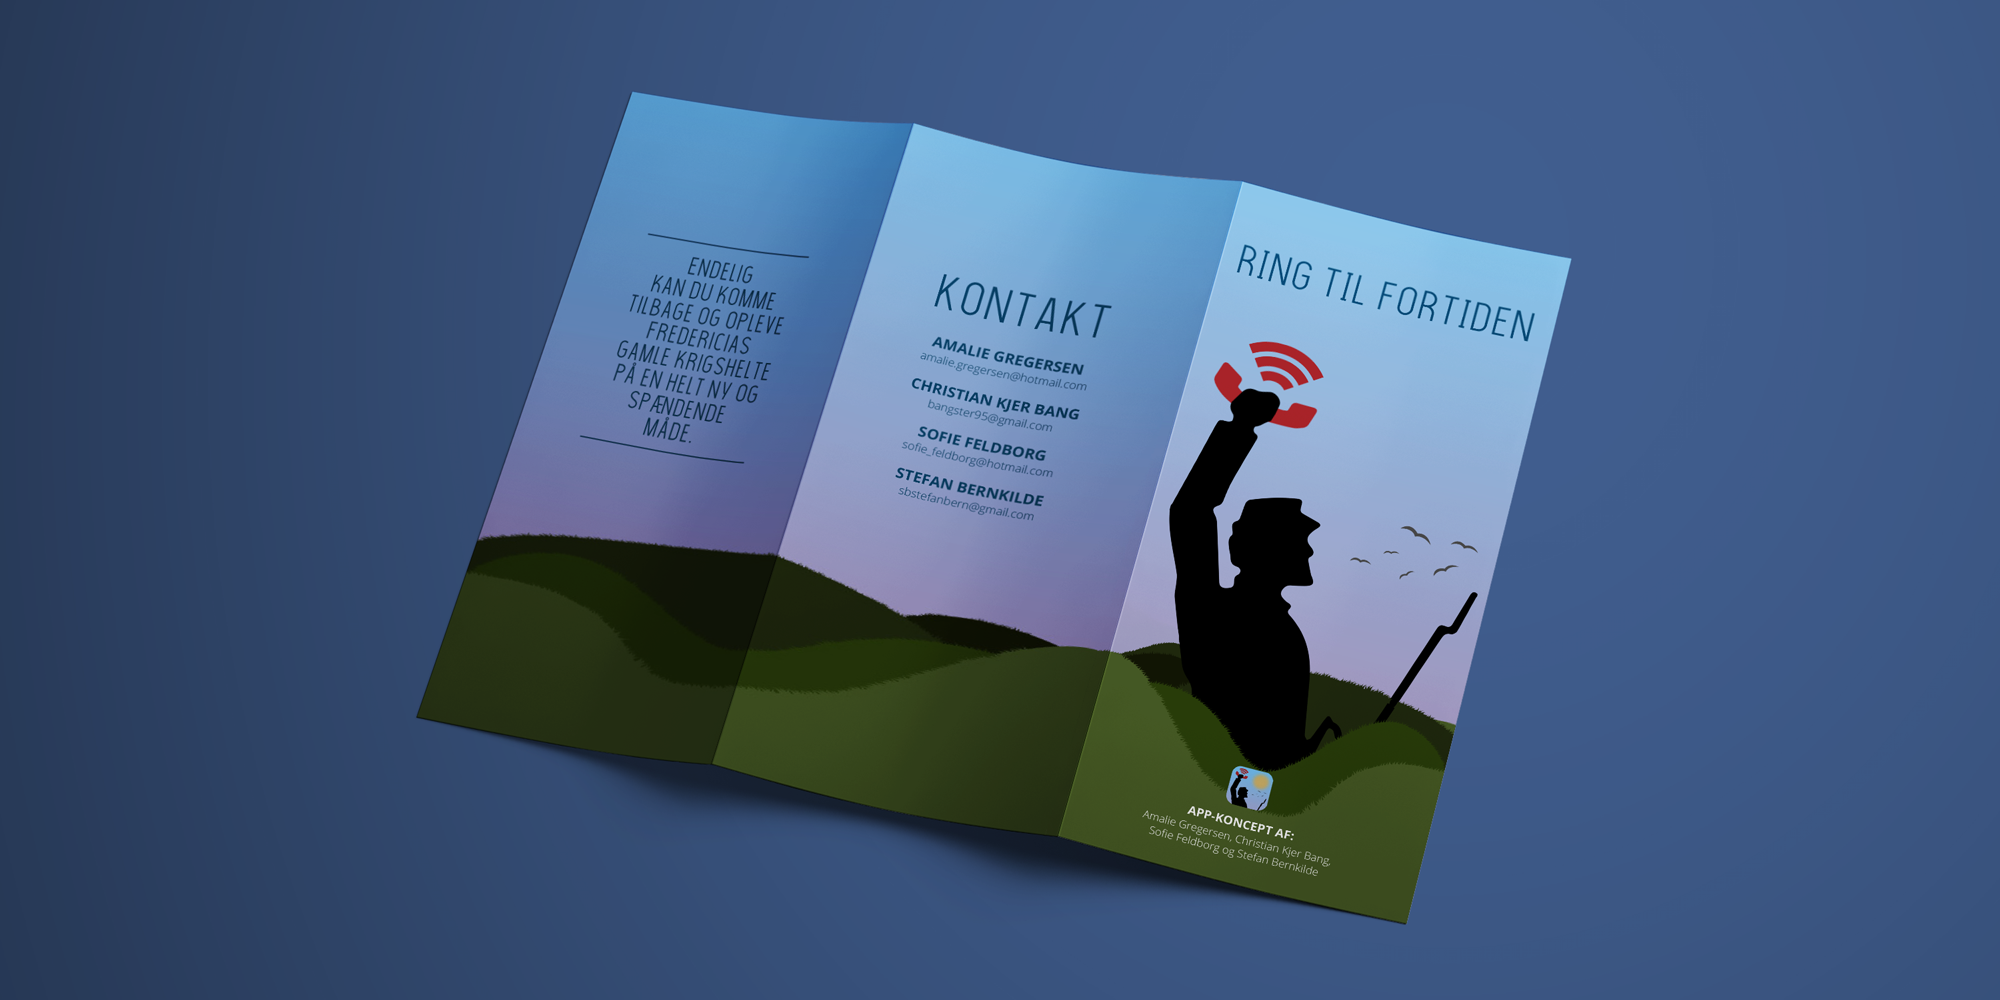 ENDELIG
KAN DU KOMME
TILBAGE OG OPLEVE
FREDERICIAS
GAMLE KRIGSHELTE
PÅ EN HELT NY OG
SPÆNDENDE
MÅDE.
KONTAKT
AMALIE GREGERSEN
amalie.gregersen@hotmail.com
CHRISTIAN KJER BANG
bangster95@gmail.com
SOFIE FELDBORG
sofie_feldborg@hotmail.com
STEFAN BERNKILDE
sbstefanbern@gmail.com
RING TIL FORTIDEN
APP-KONCEPT AF:
Amalie Gregersen, Christian Kjer Bang,
Sofie Feldborg og Stefan Bernkilde